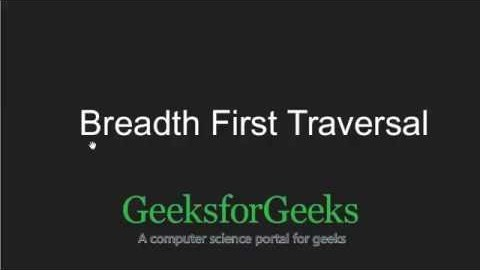 Breadth First Traversal
GeeksforGeeks
A computer science portal for geeks